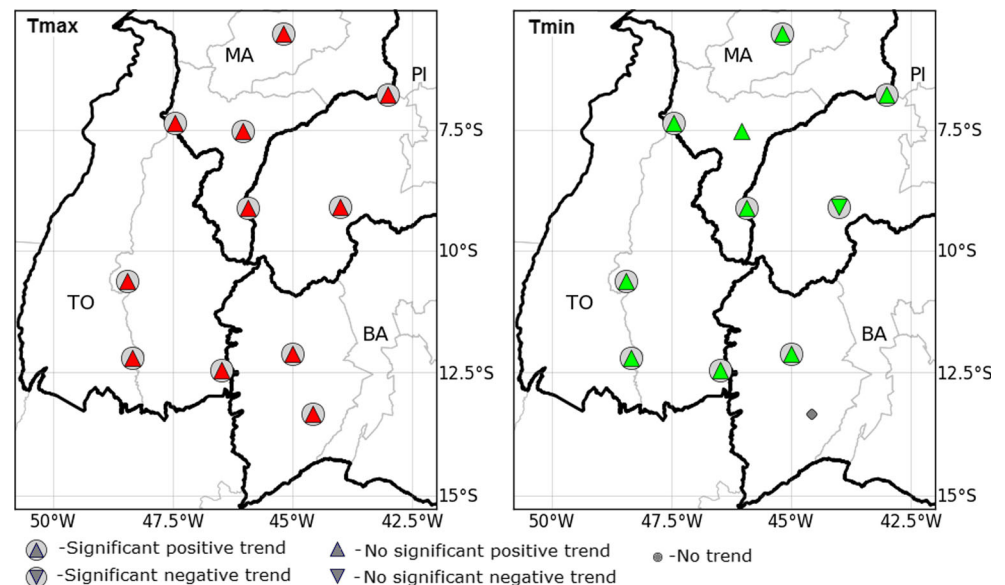 Tmax
MA
PI
TO
BA
7.5°S
10°S
12.5°S
15°S
50°W
47.5°W
45°W
42.5°W
Tmin
MA
PI
TO
BA
7.5°S
10°S
12.5°S
15°S
50°W
47.5°W
45°W
42.5°W
-Significant positive trend
-No significant positive trend
-No trend
-Significant negative trend
-No significant negative trend